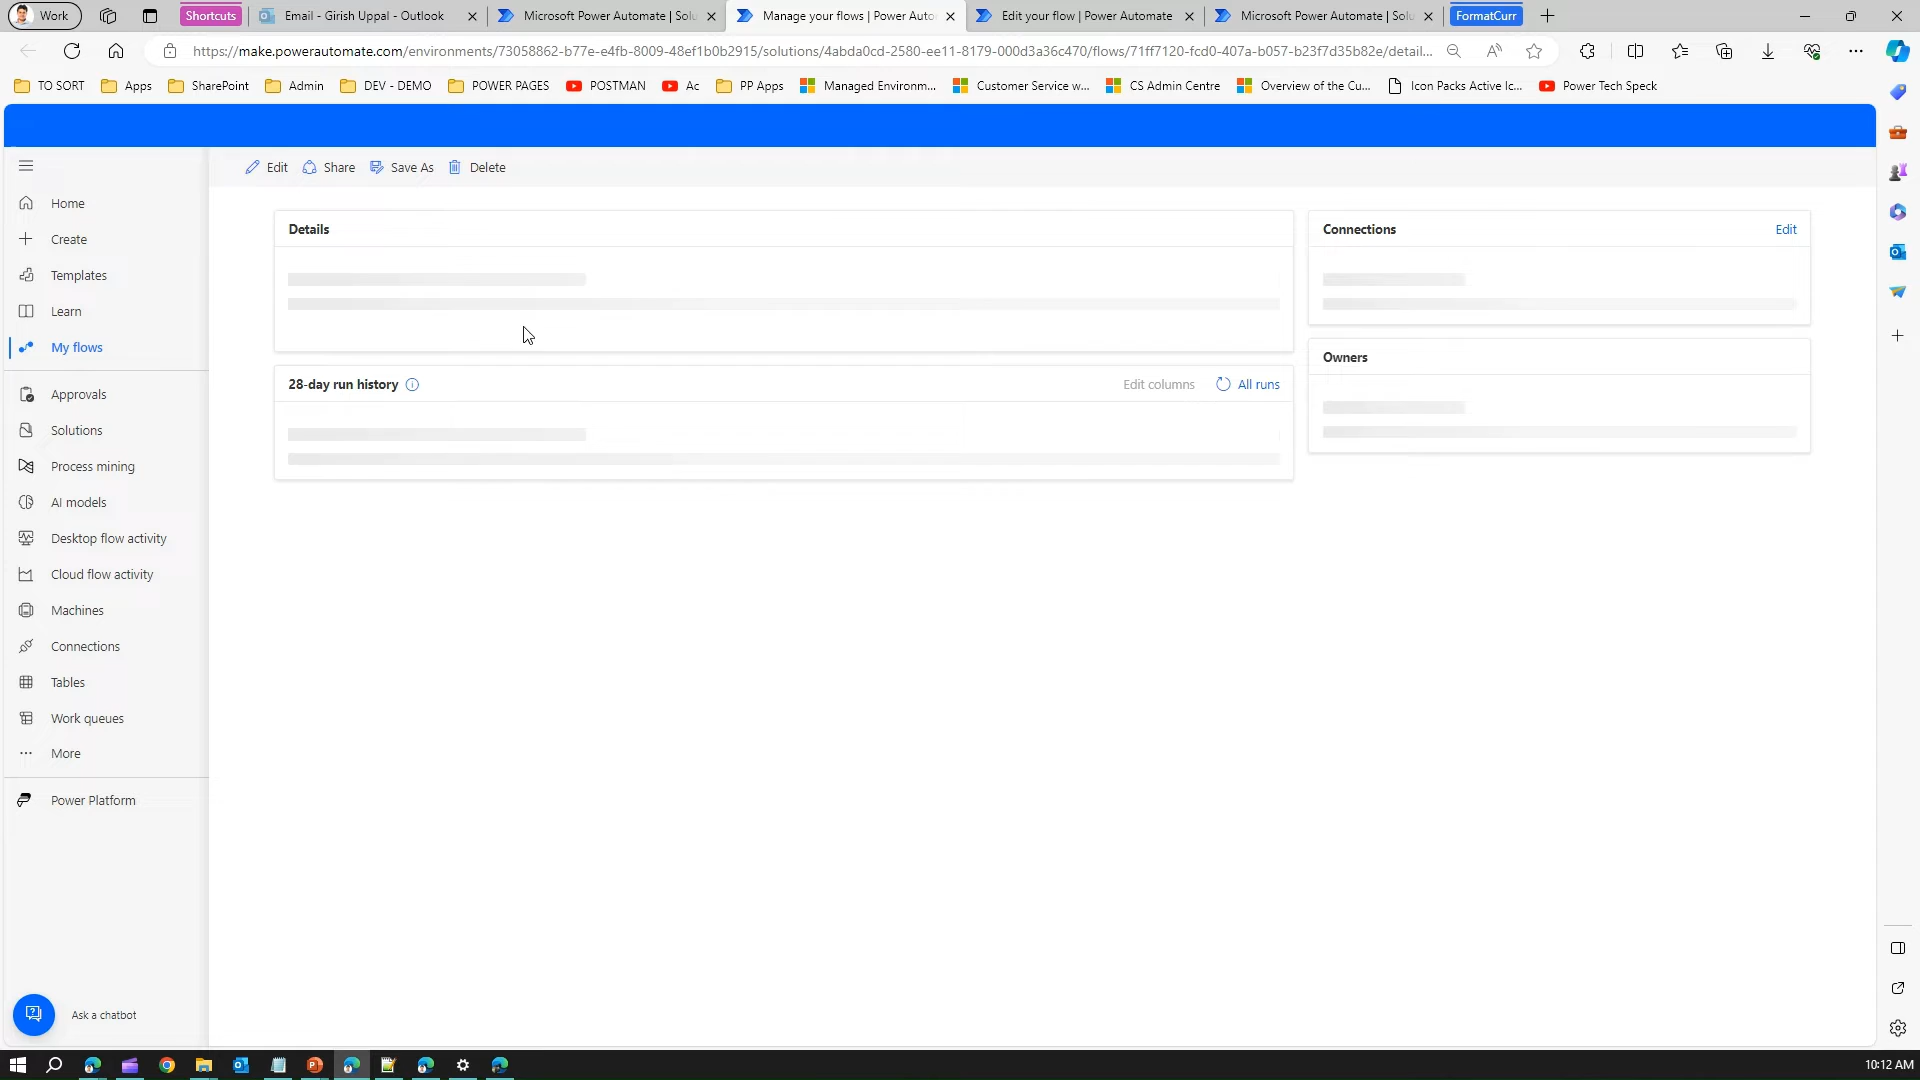 Work
Shortcuts
Email - Girish Uppal - Outlook
Microsoft Power Automate | Solu
Manage your flows | Power Auto
Edit your flow | Power Automate
Microsoft Power Automate | Solu
FormatCurr
https://make.powerautomate.com/environments/73058862-b77e-e4fb-8009-48ef1b0b2915/solutions/4abda0cd-2580-ee11-8179-000d3a36c470/flows/71ff7120-fcd0-407a-b057-b23f7d35b82e/detail...
TO SORT
Apps
SharePoint
Admin
DEV - DEMO
POWER PAGES
POSTMAN
Ac
PP Apps
Managed Environm...
Customer Service w...
CS Admin Centre
Overview of the Cu...
Icon Packs Active Ic...
Power Tech Speck
Edit
Share
Save As
Delete
Home
Create
Templates
Learn
My flows
Approvals
Solutions
Process mining
AI models
Desktop flow activity
Cloud flow activity
Machines
Connections
Tables
Work queues
More
Power Platform
Ask a chatbot
Details
28-day run history
Edit columns
All runs
Connections
Edit
Owners
10:12 AM